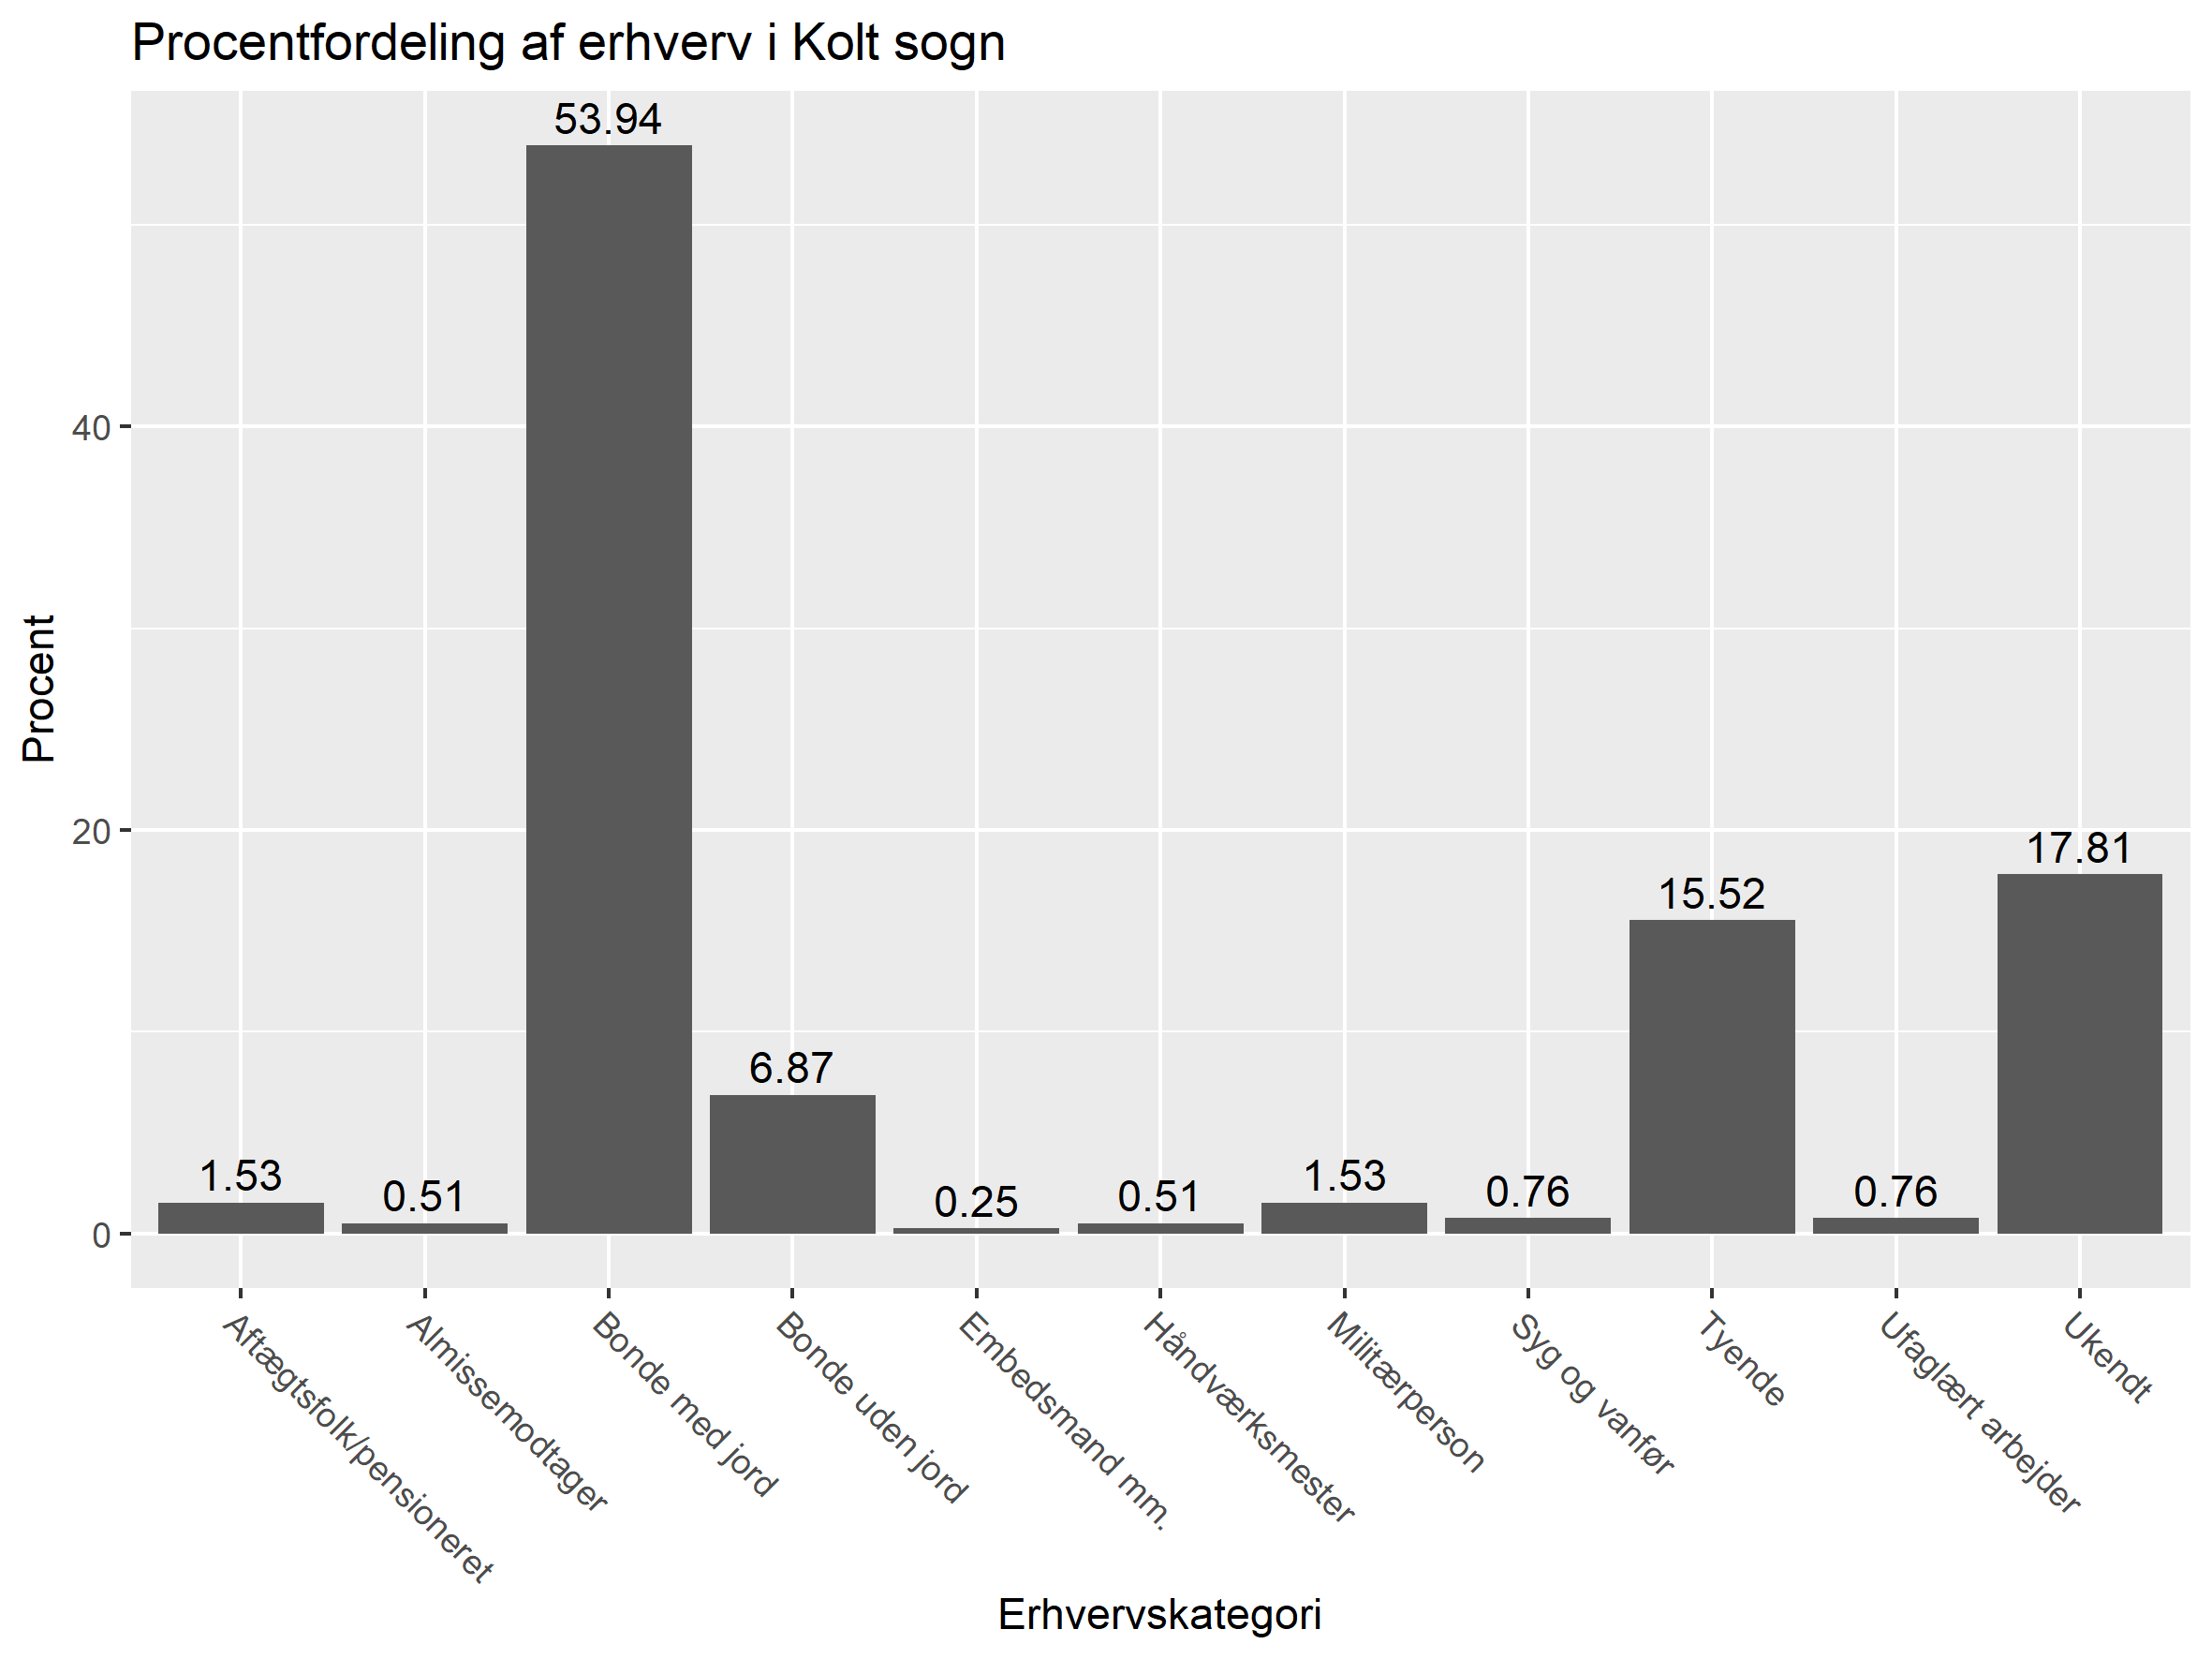 Procentfordeling af erhverv i Kolt sogn
53.94
40
Procent
20
17.81
15.52
6.87
1.53
0.51
0.25
0.51
1.53
0.76
0.76
0
Aftægtsfolk/pensioneret
Almissemodtager
Bonde med jord
Bonde uden jord
Embedsmand mm.
Håndværksmester
Militærperson
Syg og vanfør
Tyende
Ufaglært arbejder
Ukendt
Erhvervskategori